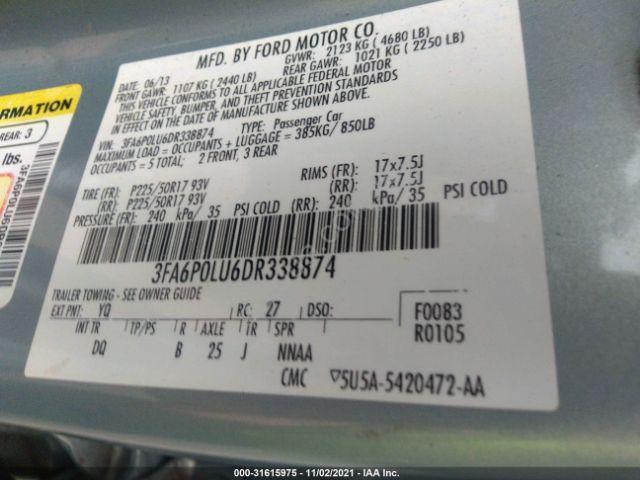 MFD. BY FORD MOTOR CO.
DATE: 06/13 GVWR: 2123 KG ( 4680 LB)
FRONT GAWR: 1107 KG ( 2440 LB) REAR GAWR: 1021 KG ( 2250 LB)
THIS VEHICLE CONFORMS TO ALL APPLICABLE FEDERAL MOTOR
VEHICLE SAFETY, BUMPER, AND THEFT PREVENTION STANDARDS
IN EFFECT ON THE DATE OF MANUFACTURE SHOWN ABOVE.
VIN: 3FA6P0LU6DR338874 TYPE: Passenger Car
MAXIMUM LOAD = OCCUPANTS + LUGGAGE = 385KG/ 850LB
OCCUPANTS = 5 TOTAL; 2 FRONT, 3 REAR
TIRE (FR): P225/50R17 93V RIMS (FR): 17x7.5J
(RR): P225/50R17 93V (RR): 17x7.5J
PRESSURE (FR): 240 kPa/ 35 PSI COLD (RR): 240 kPa/ 35 PSI COLD
3FA6P0LU6DR338874
TRAILER TOWING - SEE OWNER GUIDE
EXT PNT: YQ RC: 27 DSO:
INT TR TP/PS R AXLE TR SPR
DQ B 25 J NNAA
F0083
R0105
CMC ▽5U5A-5420472-AA
ORMATION
REAR: 3
lbs.
000-31615975 - 11/02/2021 - IAA Inc.